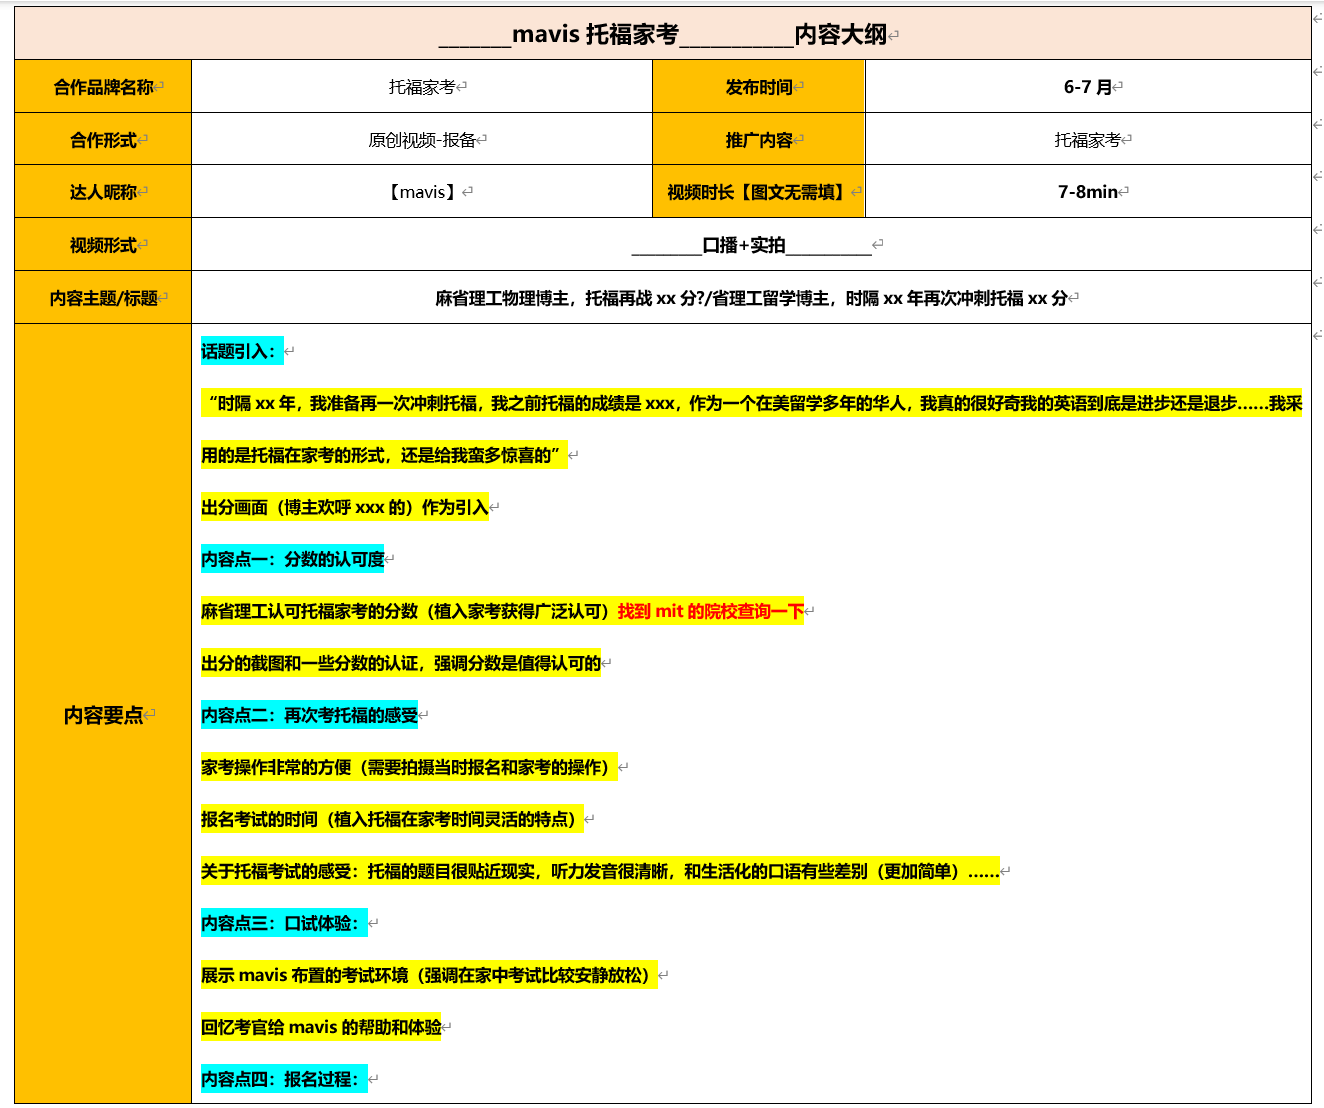 _______mavis 托福家考___________内容大纲
合作品牌名称 托福家考 发布时间 6-7 月
合作形式 原创视频-报备 推广内容 托福家考
达人昵称 【mavis】 视频时长【图文无需填】 7-8min
视频形式 _________口播+实拍___________
内容主题/标题 麻省理工物理博主，托福再战 xx 分?/省理工留学博主，时隔 xx 年再次冲刺托福 xx 分
内容要点
话题引入：
“时隔 xx 年，我准备再一次冲刺托福，我之前托福的成绩是 xxx，作为一个在美留学多年的华人，我真的很好奇我的英语到底是进步还是退步……我采
用的是托福在家考的形式，还是给我蛮多惊喜的”
出分画面（博主欢呼 xxx 的）作为引入
内容点一：分数的认可度
麻省理工认可托福家考的分数（植入家考获得广泛认可）找到 mit 的院校查询一下
出分的截图和一些分数的认证，强调分数是值得认可的
内容点二：再次考托福的感受
家考操作非常的方便（需要拍摄当时报名和家考的操作）
报名考试的时间（植入托福在家考时间灵活的特点）
关于托福考试的感受：托福的题目很贴近现实，听力发音很清晰，和生活化的口语有些差别（更加简单）……
内容点三：口试体验：
展示 mavis 布置的考试环境（强调在家中考试比较安静放松）
回忆考官给 mavis 的帮助和体验
内容点四：报名过程：